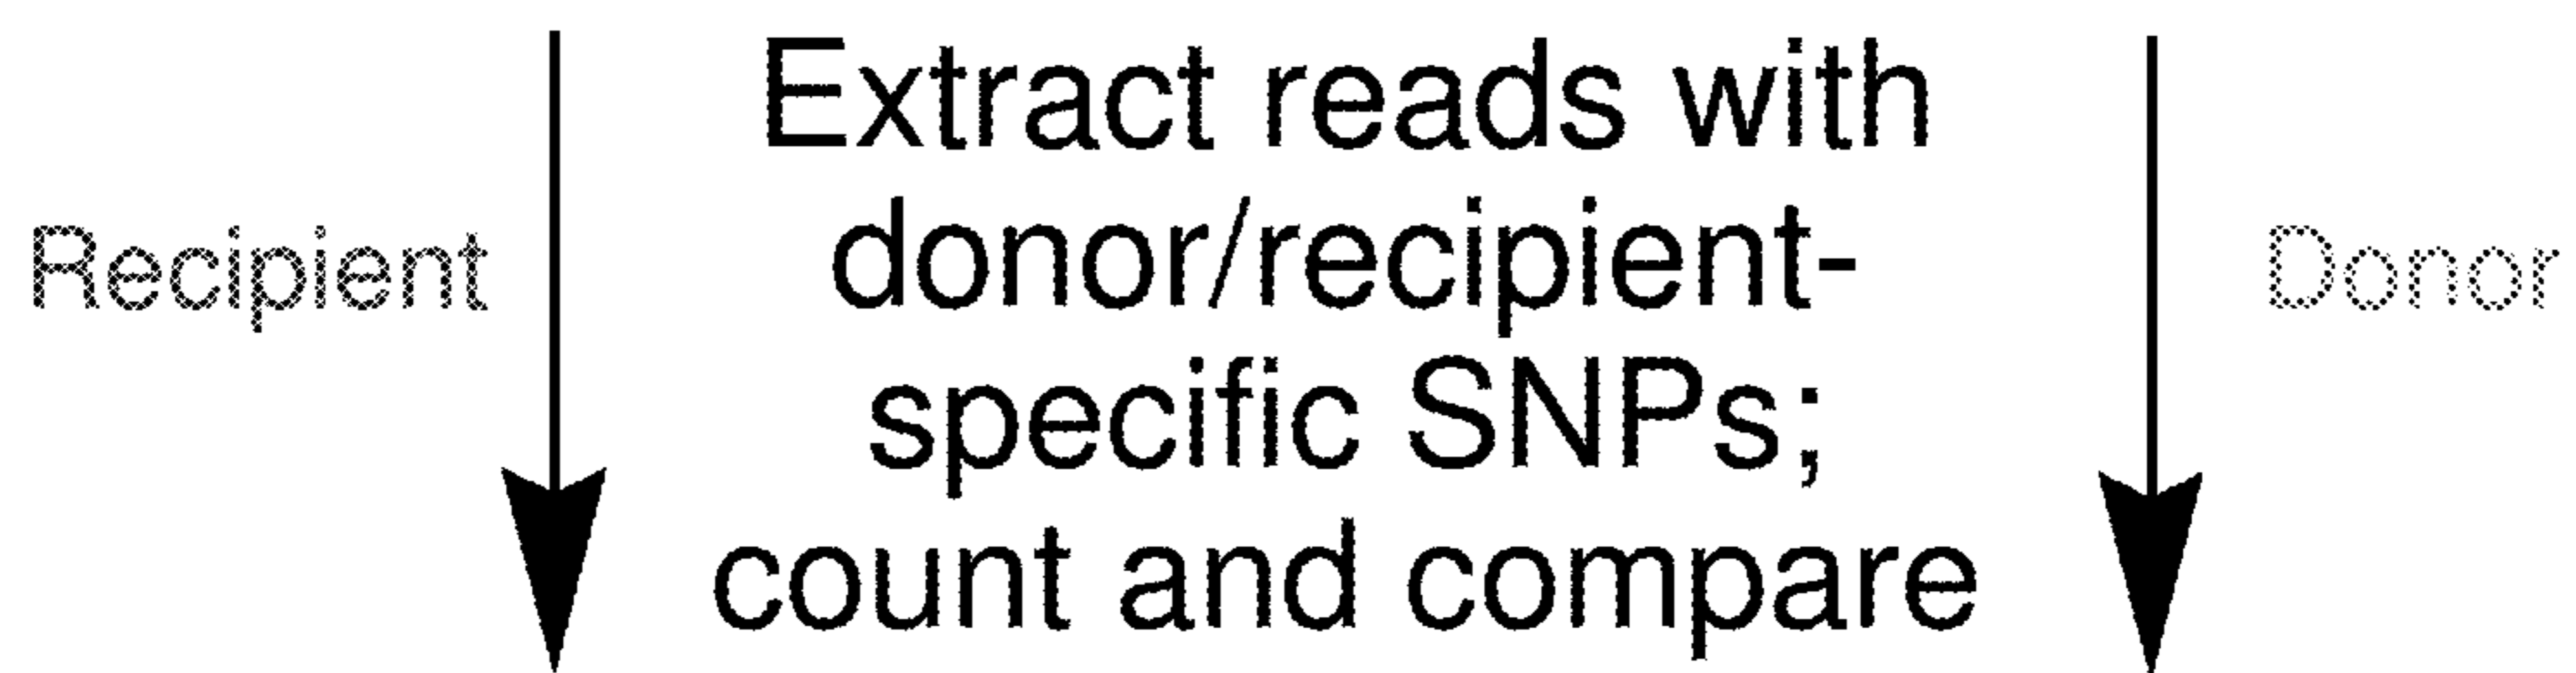 Extract reads with
Recipient donor/recipient- Donor
specific SNPs;
count and compare